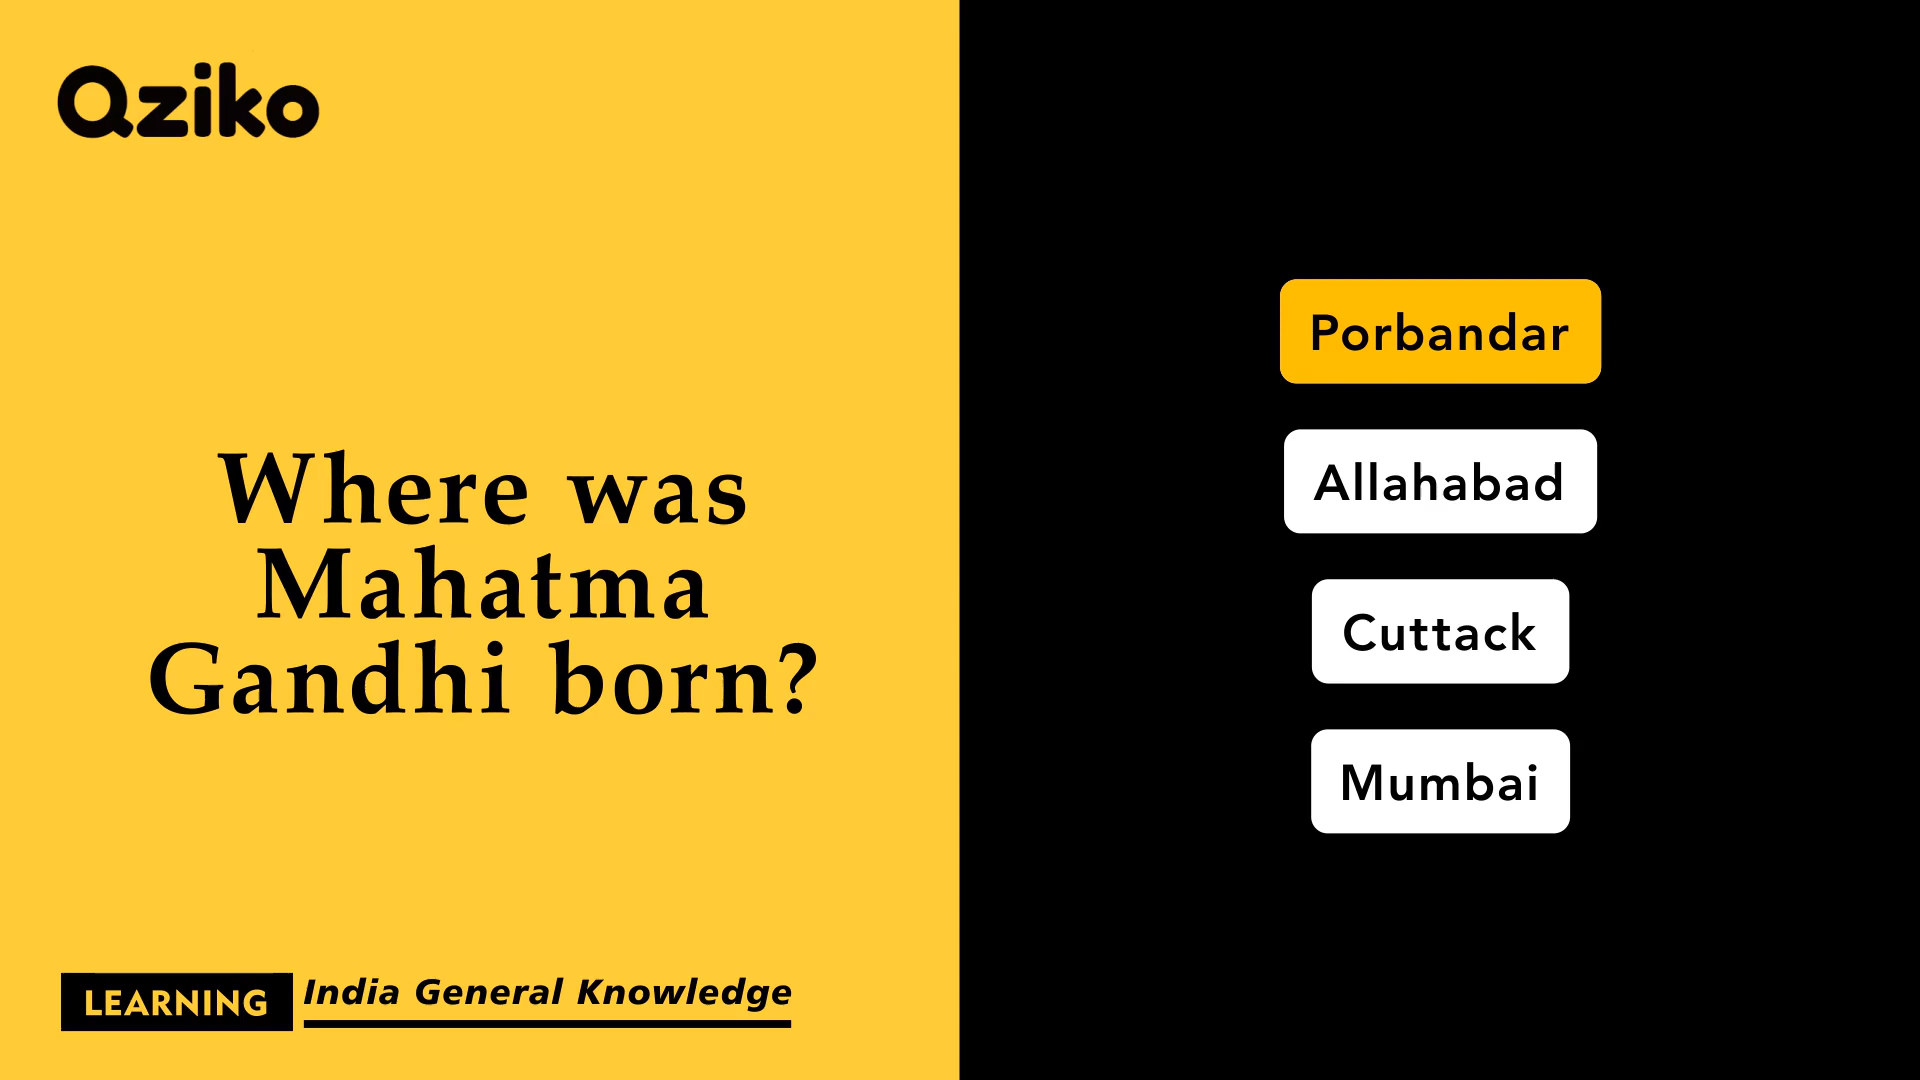 Qziko
Where was
Mahatma
Gandhi born?
Porbandar
Allahabad
Cuttack
Mumbai
LEARNING
India General Knowledge